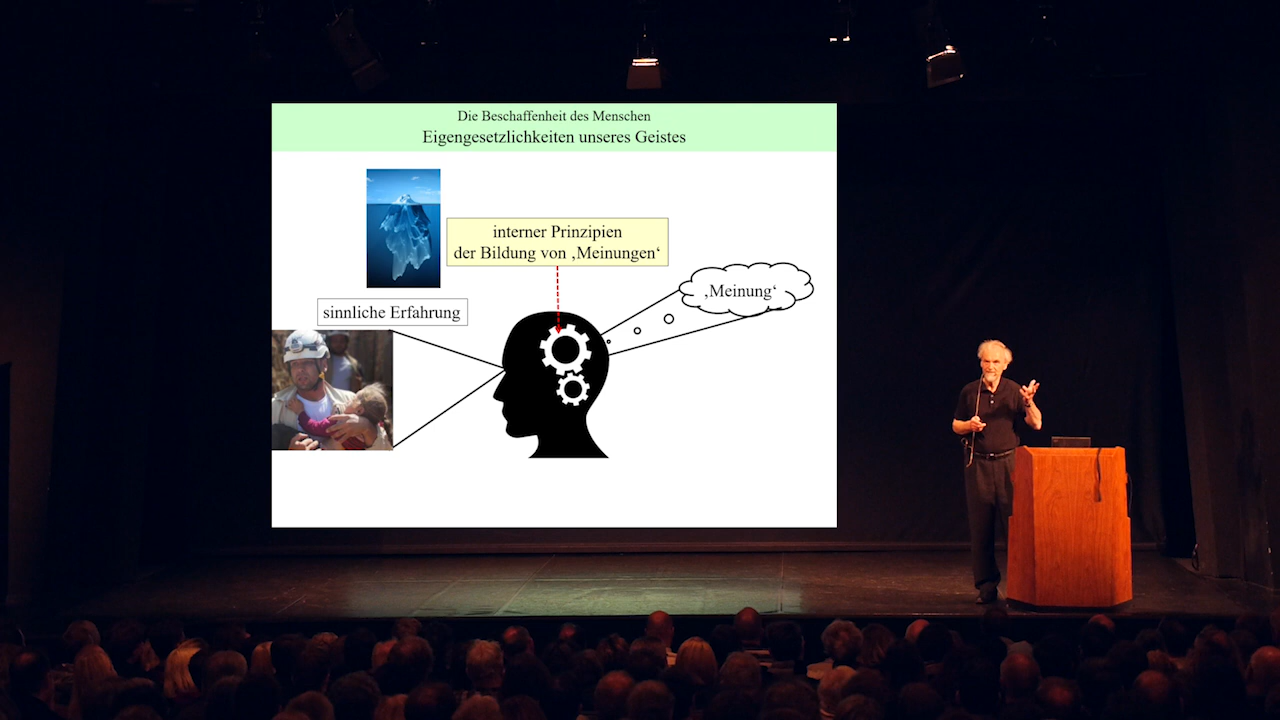 Die Beschaffenheit des Menschen
Eigengesetzlichkeiten unseres Geistes
interner Prinzipien
der Bildung von ‚Meinungen‘
‚Meinung‘
sinnliche Erfahrung